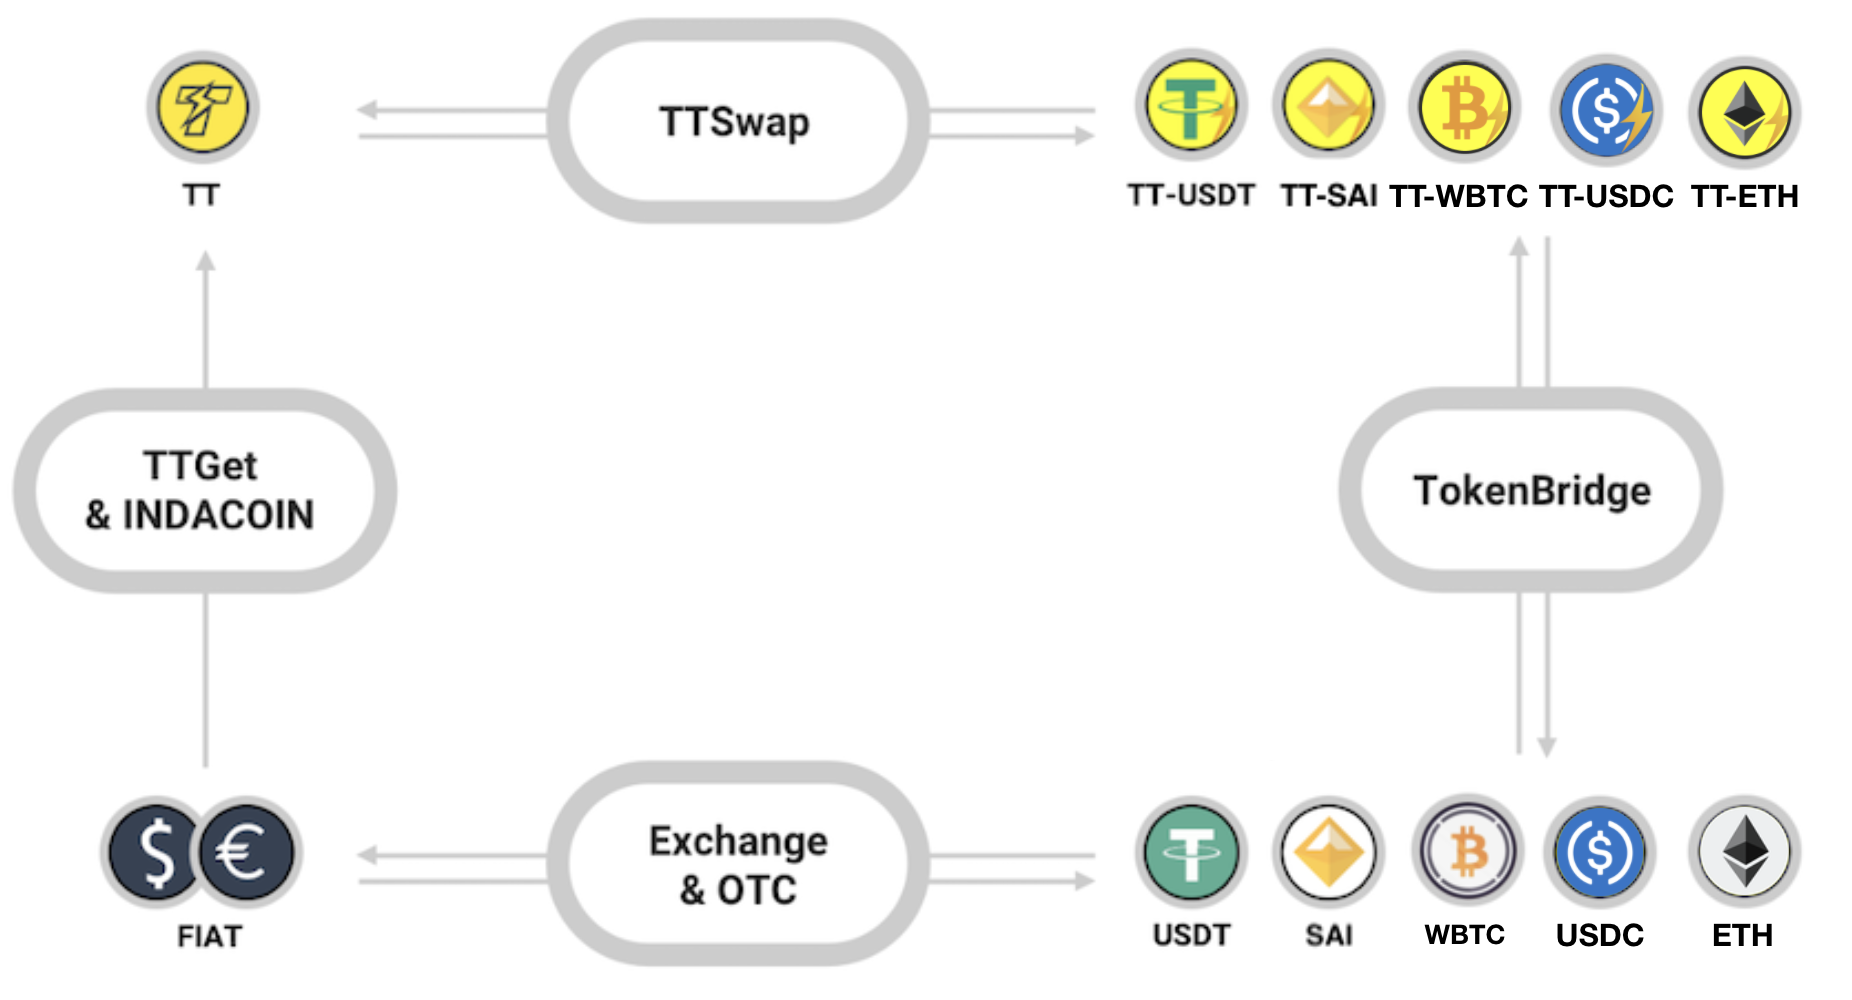 TTSwap
TT
TT-USDT TT-SAI TT-WBTC TT-USDC TT-ETH
TTGet
& INDACOIN
TokenBridge
Exchange
& OTC
FIAT
USDT SAI WBTC USDC ETH